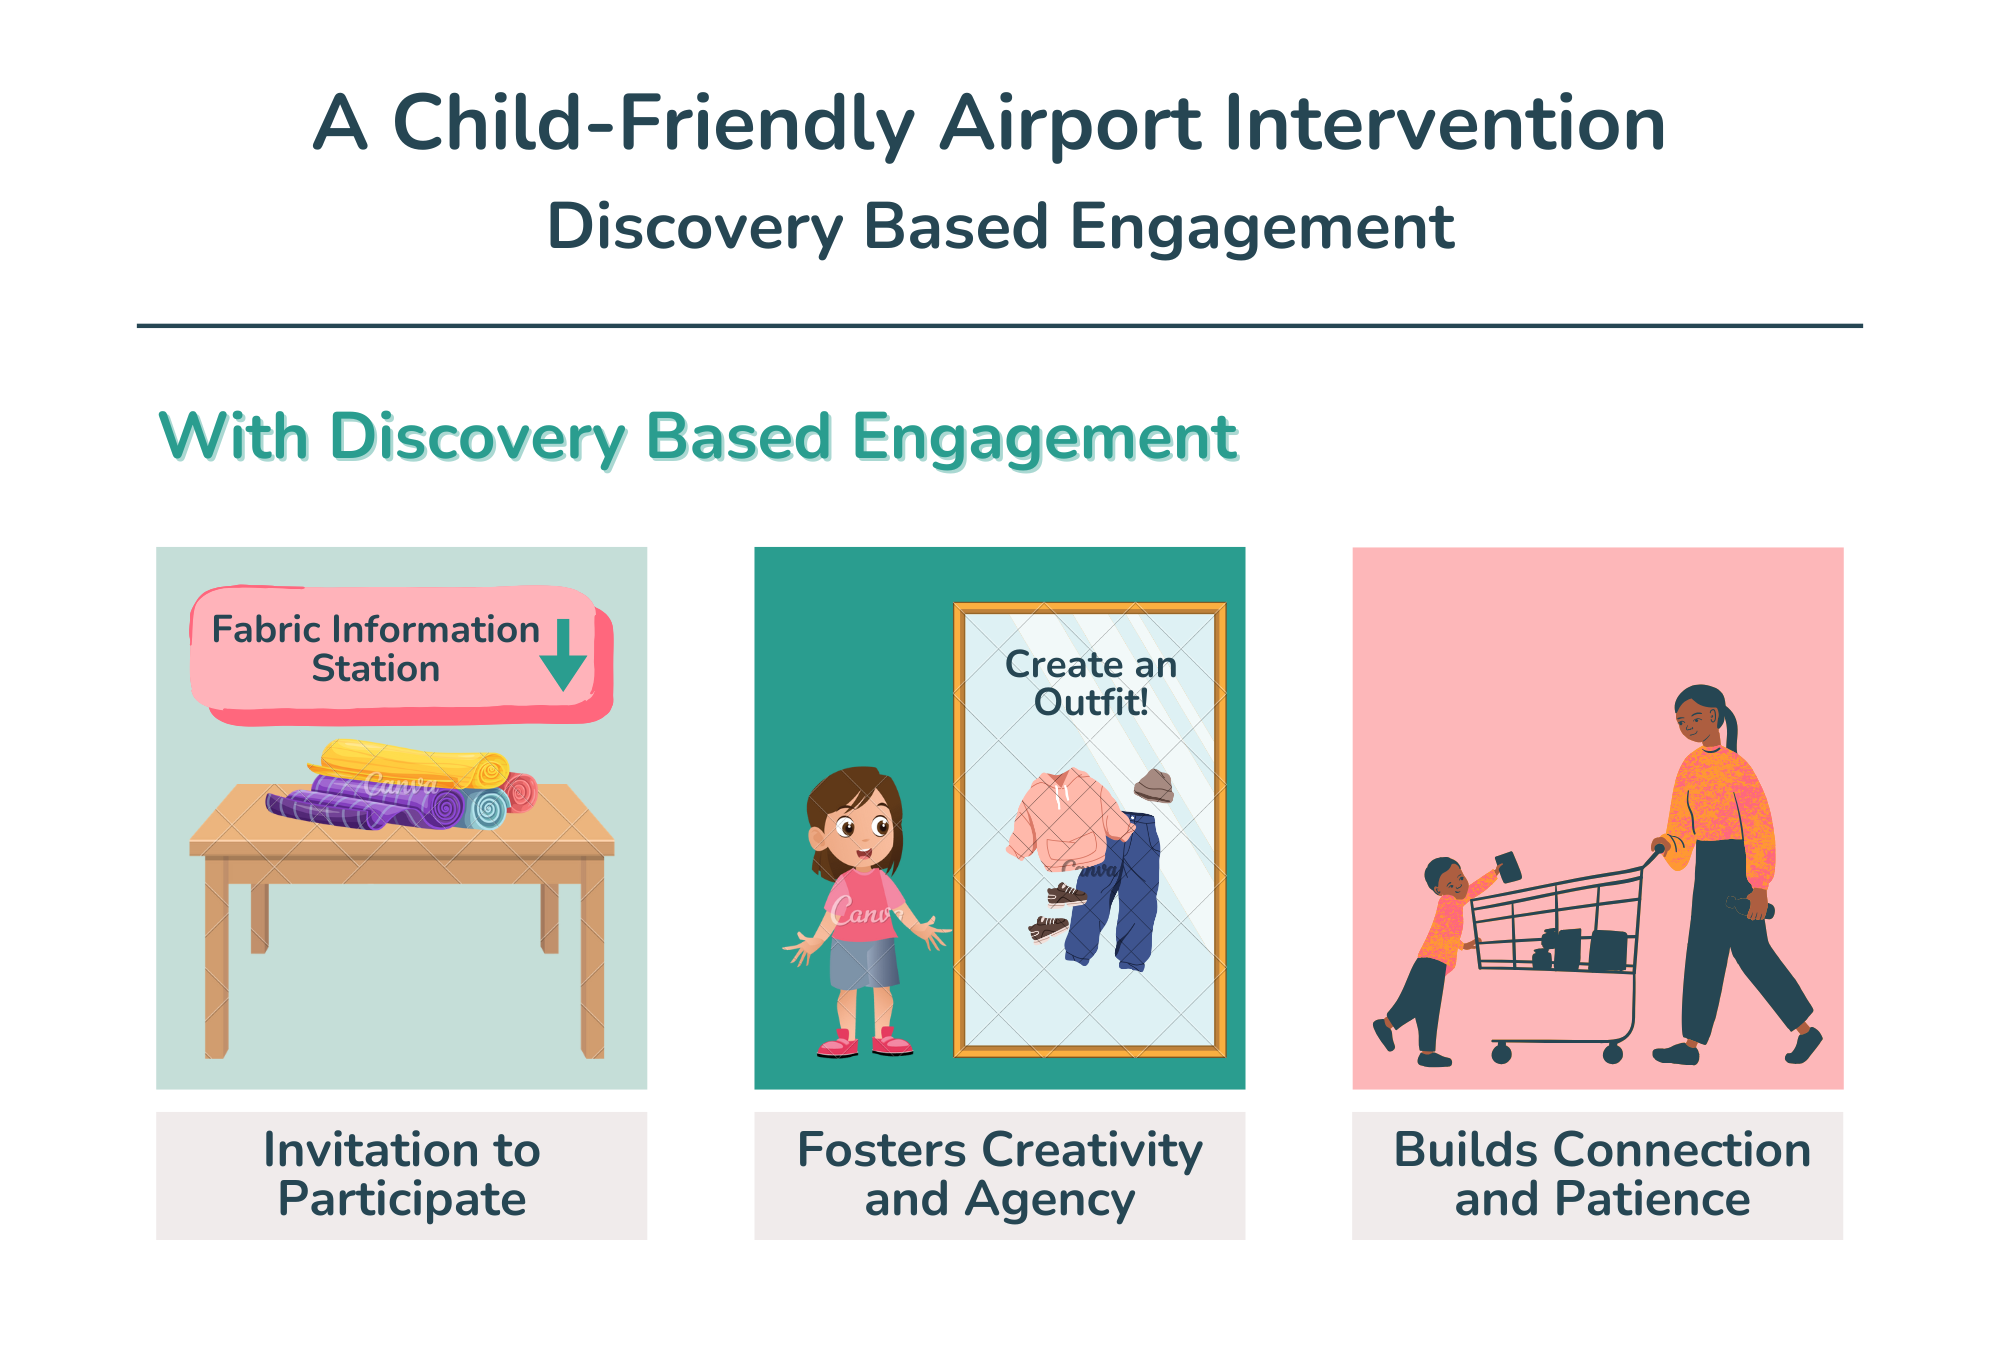 A Child-Friendly Airport Intervention
Discovery Based Engagement
With Discovery Based Engagement
Fabric Information
Station
Canva
Create an
Outfit!
Canva
Canva
Invitation to
Participate
Fosters Creativity
and Agency
Builds Connection
and Patience